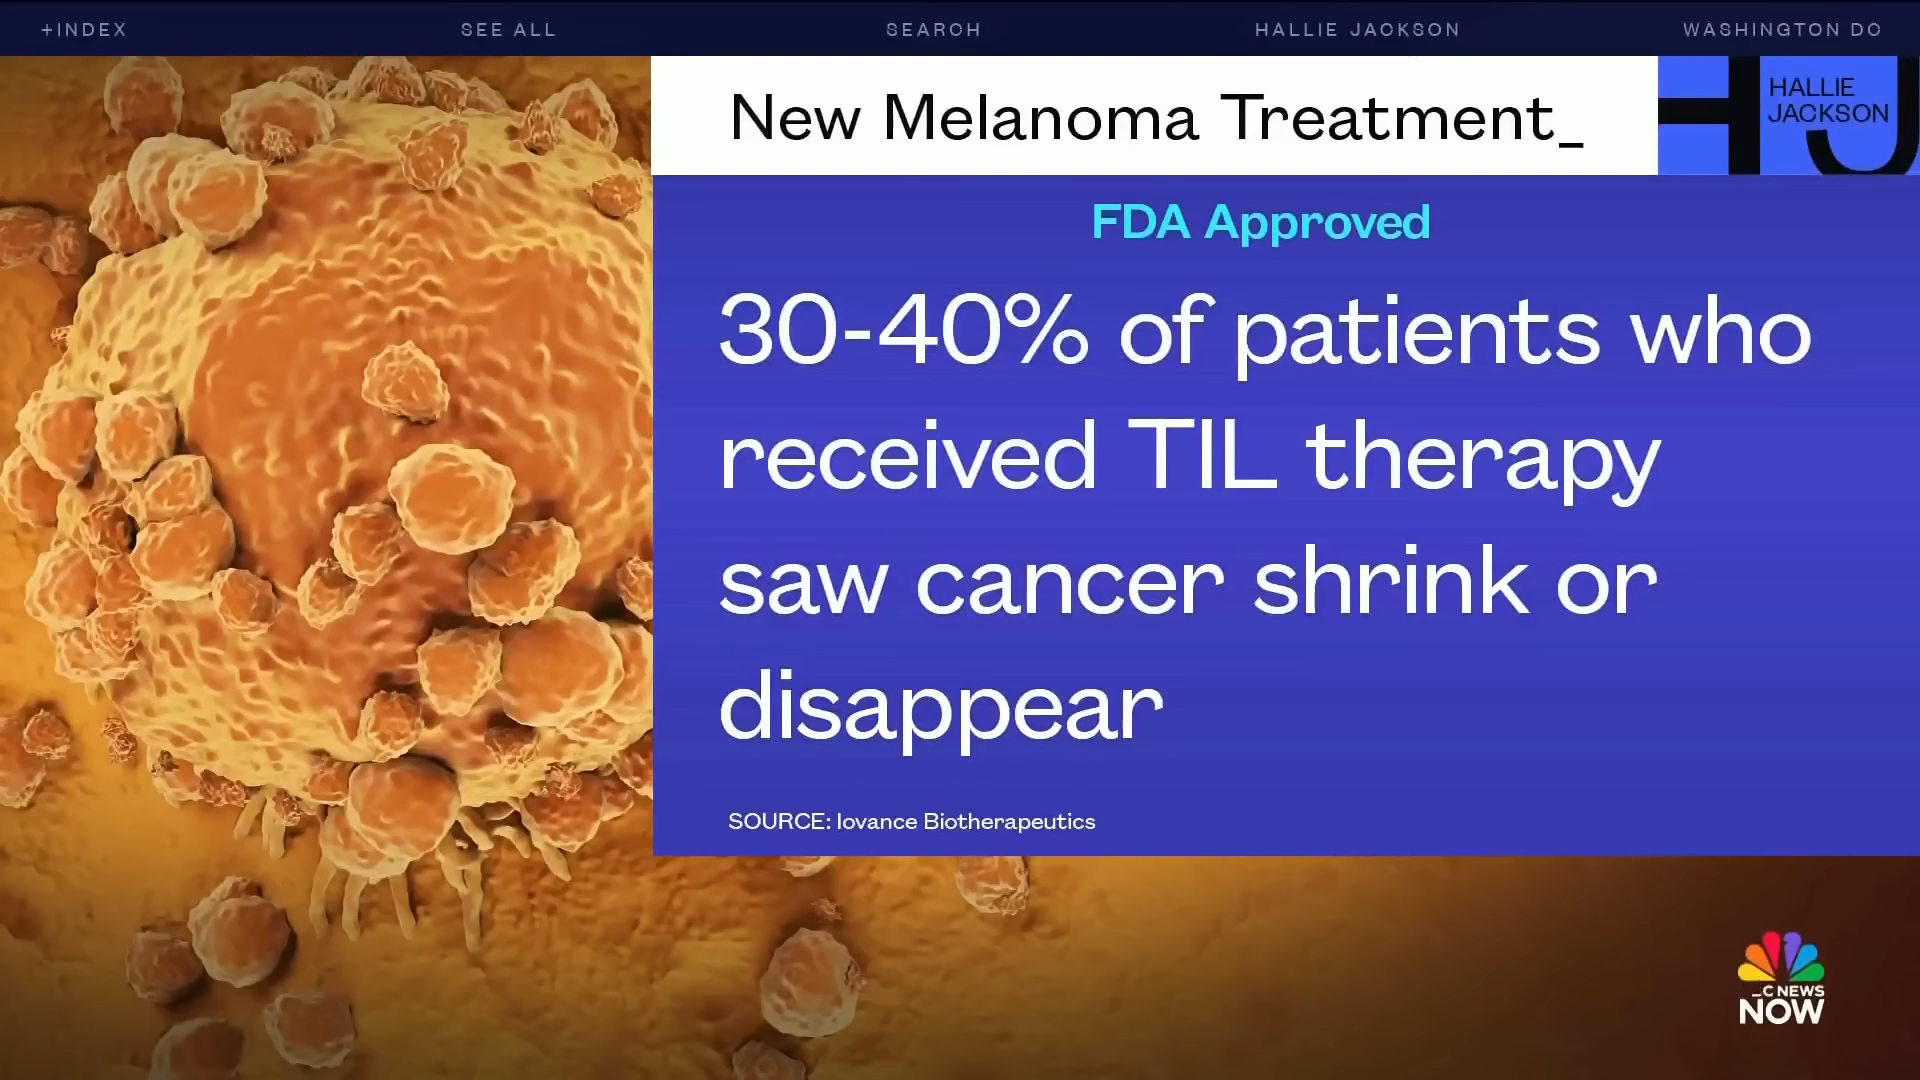 +INDEX
SEE ALL
SEARCH
HALLIE JACKSON
WASHINGTON DC
New Melanoma Treatment_
HALLIE
JACKSON
HJ
FDA Approved
30-40% of patients who
received TIL therapy
saw cancer shrink or
disappear
SOURCE: Iovance Biotherapeutics
_C NEWS
NOW